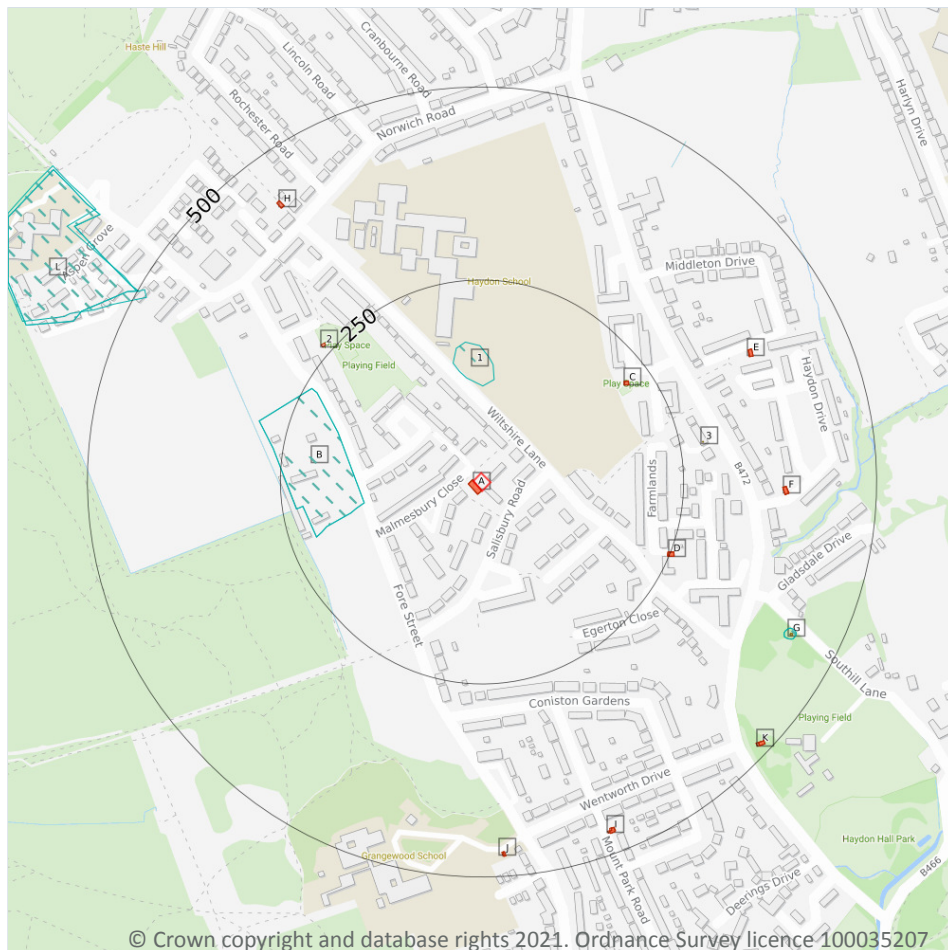 Haste Hill
Lincoln Road
Cranbourne Road
Rochester Road
Norwich Road
Harlyn Drive
500
H
L
Aspen Grove
Middleton Drive
Haydon School
250
2
Play Space
Playing Field
1
E
C
Play Space
Haydon Drive
Wiltshire Lane
3
B
B472
A
F
Malmesbury Close
Salisbury Road
Farmlands
D
Gladsdale Drive
Fore Street
Egerton Close
G
Southill Lane
Coniston Gardens
Playing Field
K
Wentworth Drive
I
J
Grangewood School
Mount Park Road
Haydon Hall Park
B466
Deerings Drive
© Crown copyright and database rights 2021. Ordnance Survey licence 100035207